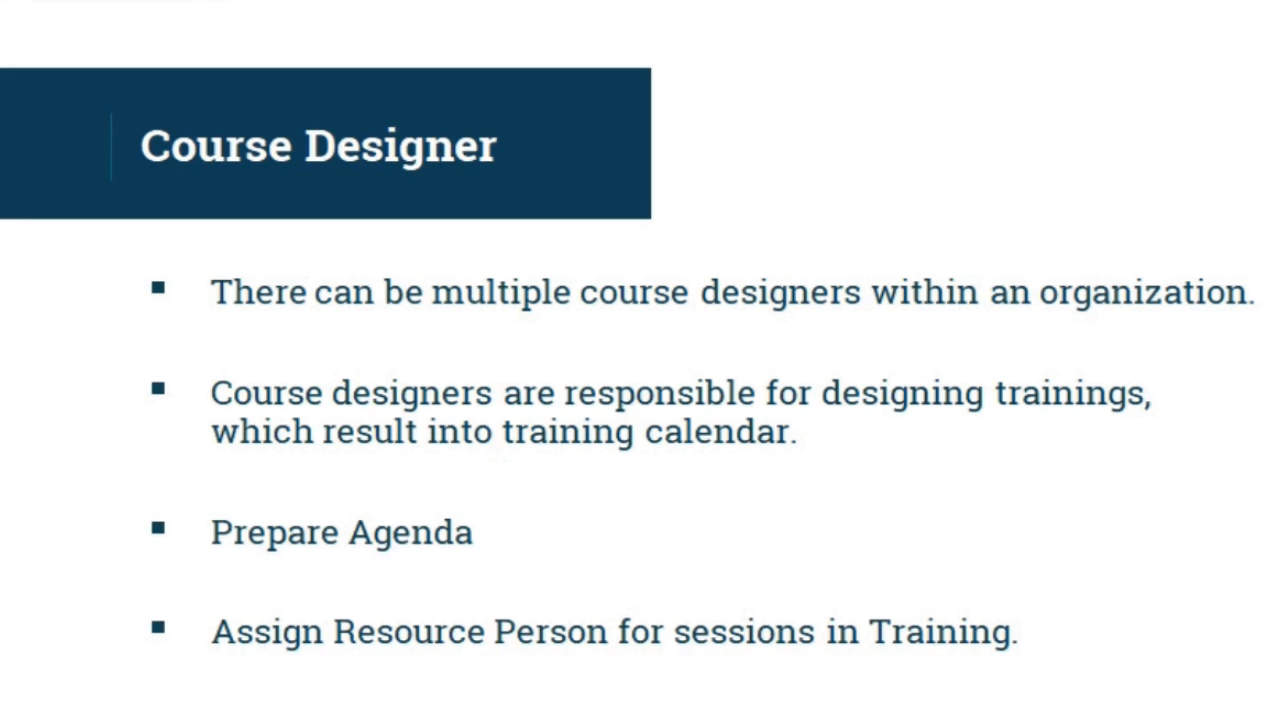 Course Designer
▪ There can be multiple course designers within an organization.
▪ Course designers are responsible for designing trainings,
which result into training calendar.
▪ Prepare Agenda
▪ Assign Resource Person for sessions in Training.